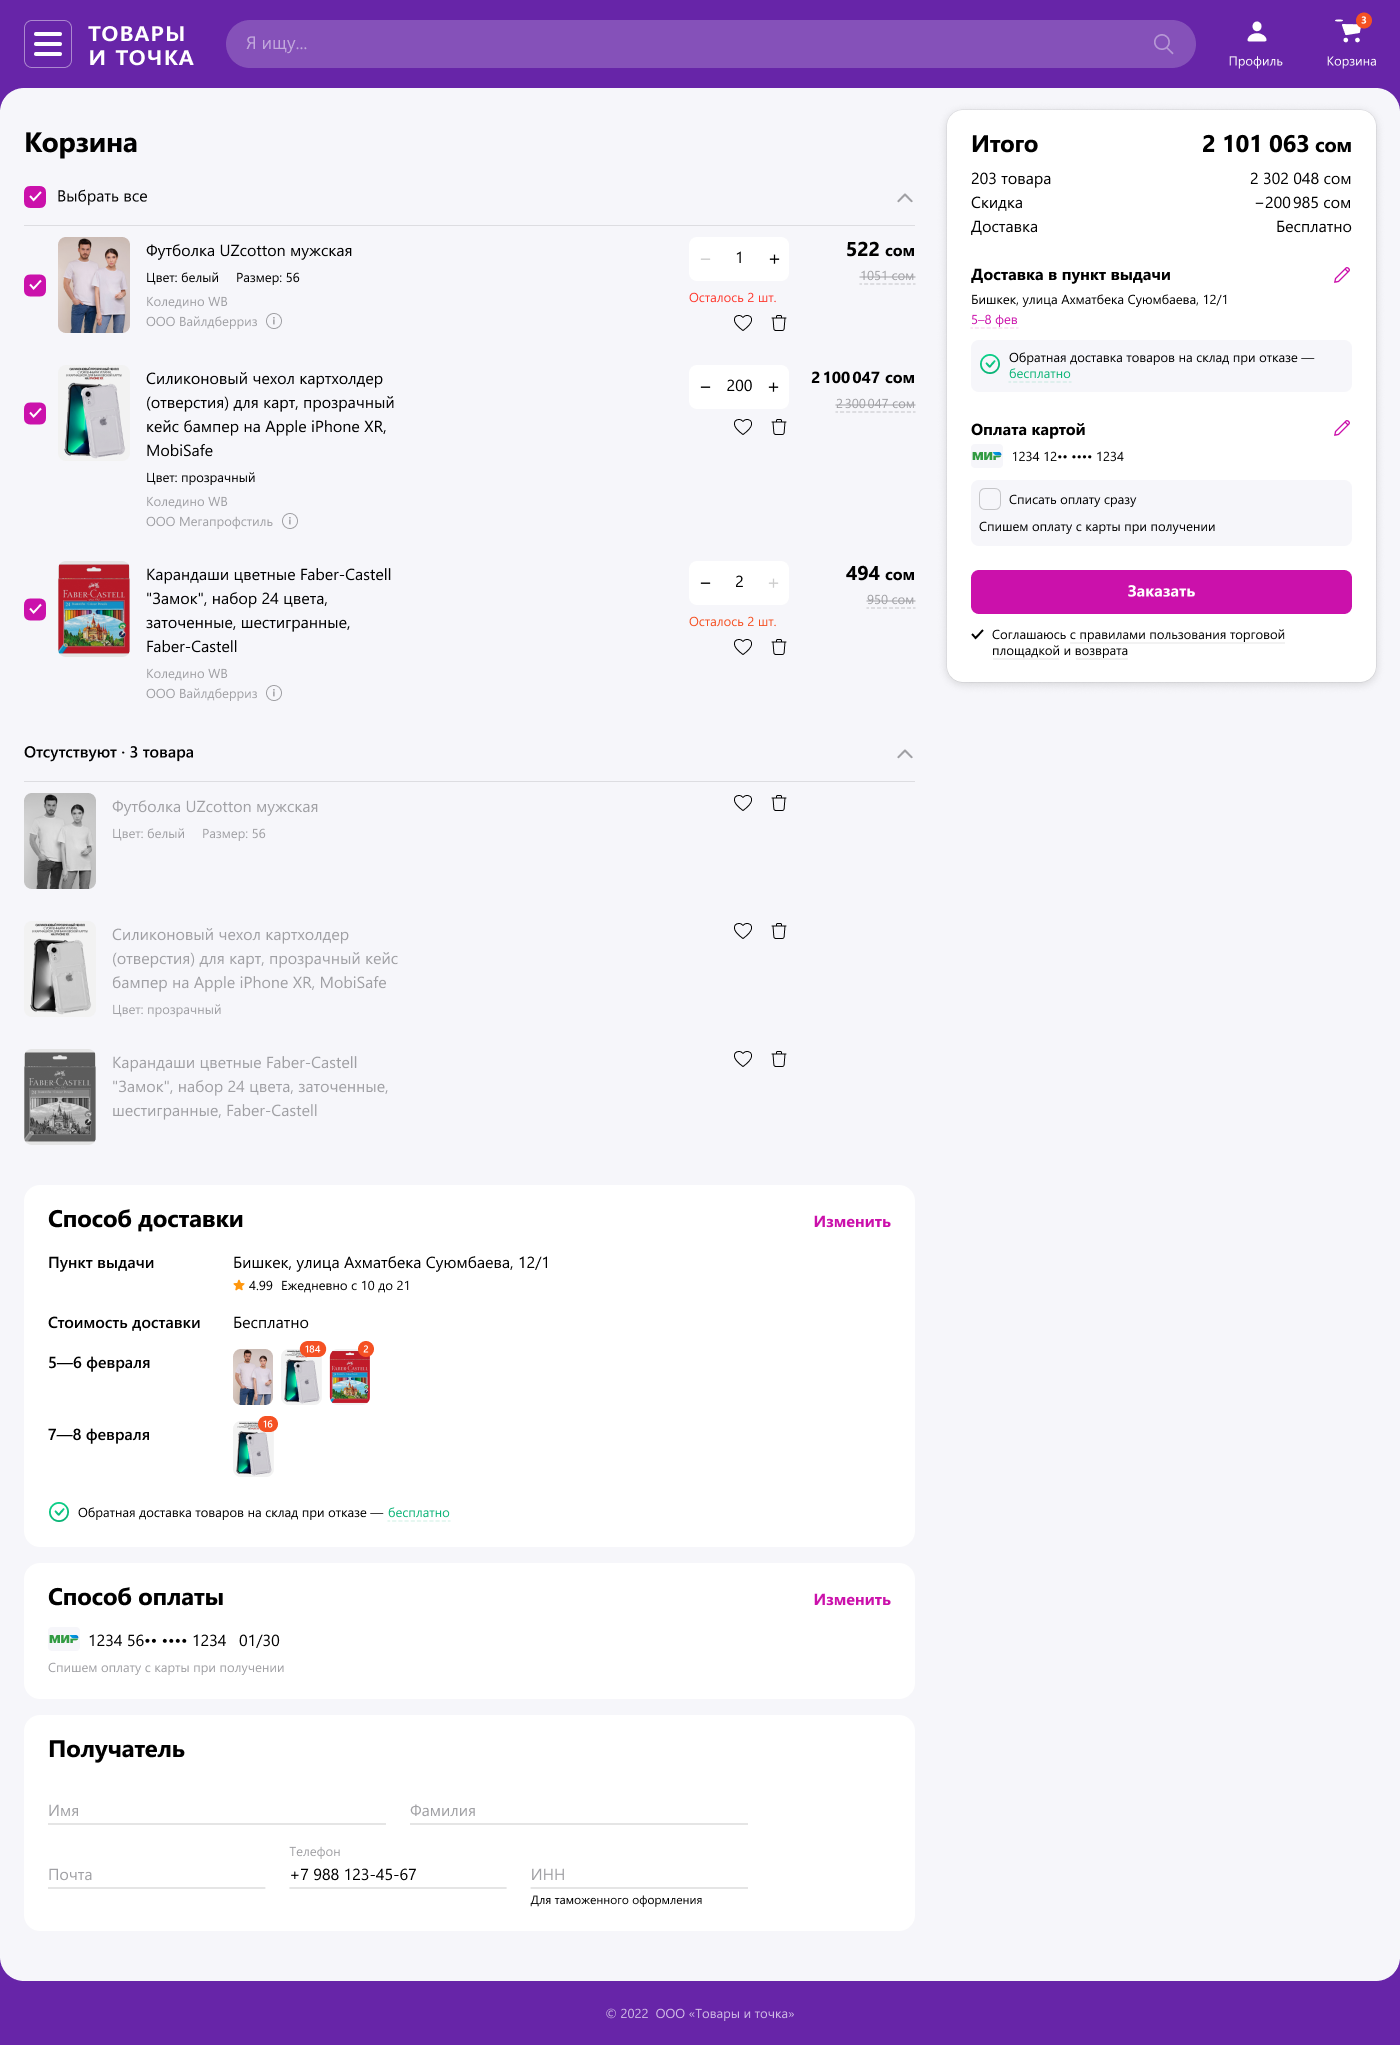 ТОВАРЫ
И ТОЧКА
Я ищу...
Профиль
3
Корзина
Корзина
Выбрать все
Футболка UZcotton мужская
Цвет: белый Размер: 56
Коледино WB
ООО Вайлдберриз
− 1 +
Осталось 2 шт.
522 сом
1051 сом
Силиконовый чехол картхолдер
(отверстия) для карт, прозрачный
кейс бампер на Apple iPhone XR,
MobiSafe
Цвет: прозрачный
Коледино WB
ООО Мегапрофстиль
− 200 +
2 100 047 сом
2 300 047 сом
FABER-CASTELL
Карандаши цветные Faber-Castell
"Замок", набор 24 цвета,
заточенные, шестигранные,
Faber-Castell
Коледино WB
ООО Вайлдберриз
− 2 +
Осталось 2 шт.
494 сом
950 сом
Отсутствуют · 3 товара
Футболка UZcotton мужская
Цвет: белый Размер: 56
Силиконовый чехол картхолдер
(отверстия) для карт, прозрачный кейс
бампер на Apple iPhone XR, MobiSafe
Цвет: прозрачный
FABER-CASTELL
Карандаши цветные Faber-Castell
"Замок", набор 24 цвета, заточенные,
шестигранные, Faber-Castell
Способ доставки
Изменить
Пункт выдачи
Бишкек, улица Ахматбека Суюмбаева, 12/1
4.99 Ежедневно с 10 до 21
Стоимость доставки
Бесплатно
5—6 февраля
184
2
FABER-CASTELL
7—8 февраля
16
Обратная доставка товаров на склад при отказе — бесплатно
Способ оплаты
Изменить
МИР 1234 56•• •••• 1234 01/30
Спишем оплату с карты при получении
Получатель
Имя
Фамилия
Почта
Телефон
+7 988 123-45-67
ИНН
Для таможенного оформления
Итого 2 101 063 сом
203 товара 2 302 048 сом
Скидка −200 985 сом
Доставка Бесплатно
Доставка в пункт выдачи
Бишкек, улица Ахматбека Суюмбаева, 12/1
5–8 фев
Обратная доставка товаров на склад при отказе —
бесплатно
Оплата картой
МИР 1234 12•• •••• 1234
Списать оплату сразу
Спишем оплату с карты при получении
Заказать
Соглашаюсь с правилами пользования торговой
площадкой и возврата
© 2022 ООО «Товары и точка»